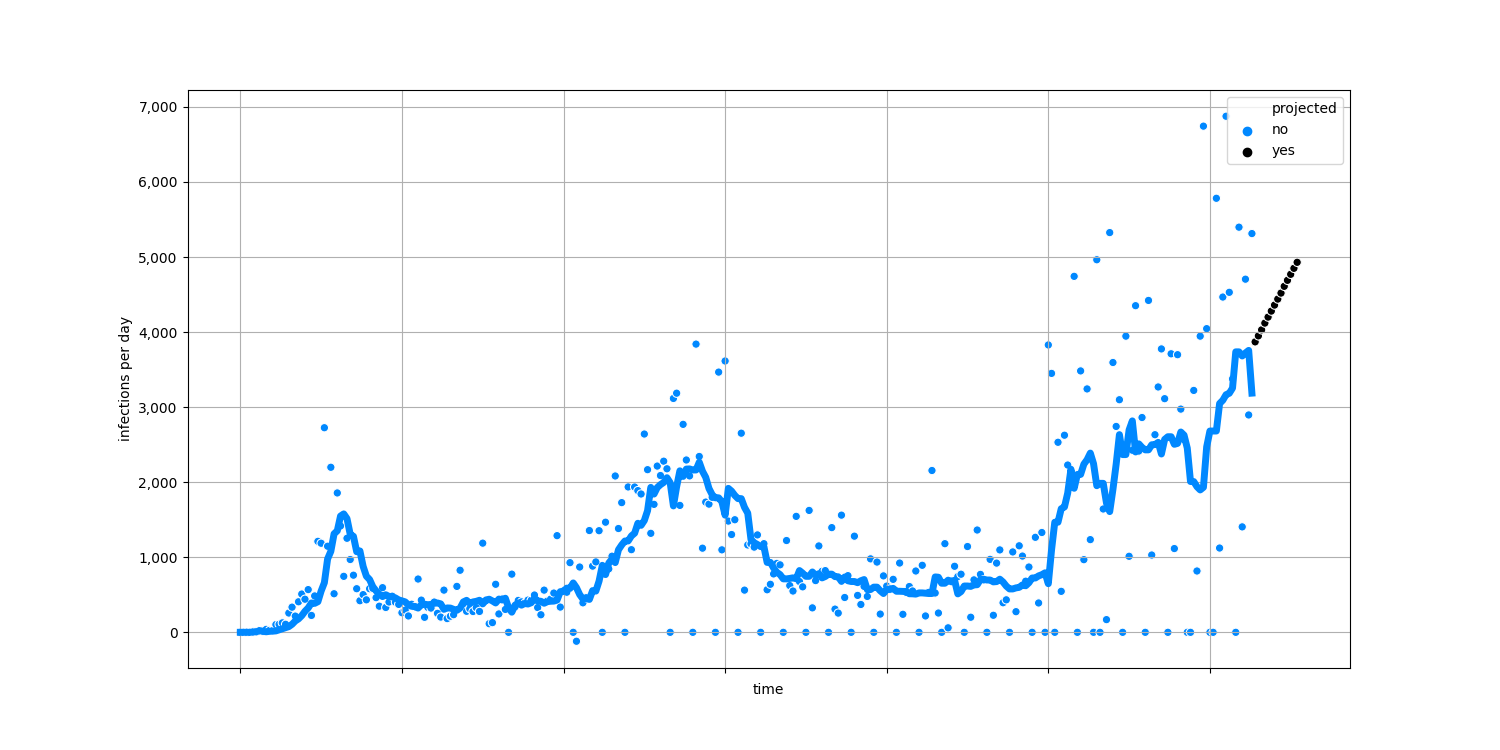 7,000
6,000
5,000
4,000
3,000
2,000
1,000
0
infections per day
time
projected
no
yes